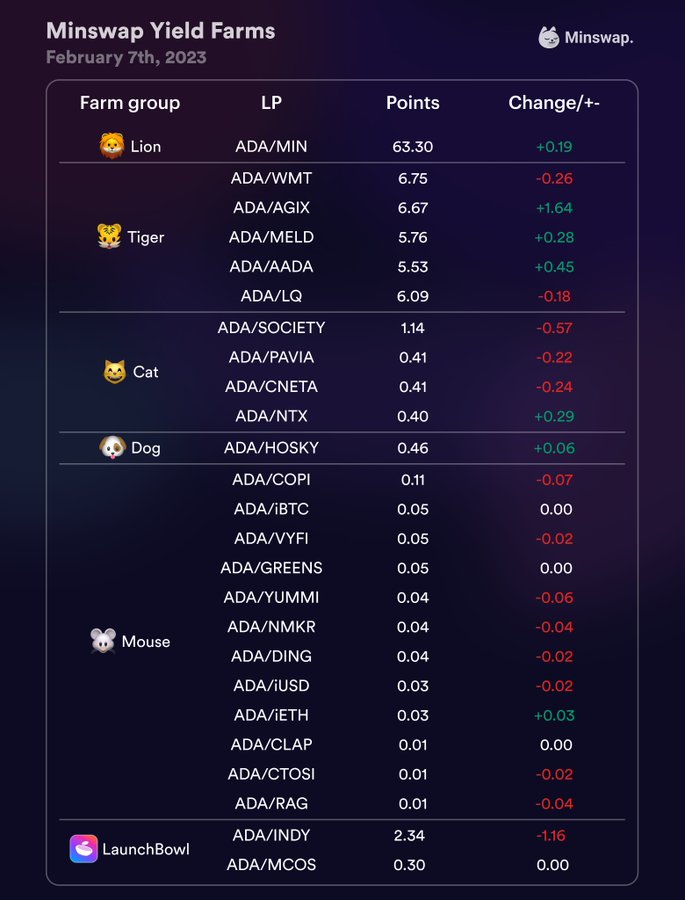 Minswap Yield Farms
February 7th, 2023
Minswap.
Farm group LP Points Change/+-
Lion ADA/MIN 63.30 +0.19
ADA/WMT 6.75 -0.26
ADA/AGIX 6.67 +1.64
Tiger ADA/MELD 5.76 +0.28
ADA/AADA 5.53 +0.45
ADA/LQ 6.09 -0.18
ADA/SOCIETY 1.14 -0.57
ADA/PAVIA 0.41 -0.22
Cat
ADA/CNETA 0.41 -0.24
ADA/NTX 0.40 +0.29
Dog ADA/HOSKY 0.46 +0.06
ADA/COPI 0.11 -0.07
ADA/iBTC 0.05 0.00
ADA/VYFI 0.05 -0.02
ADA/GREENS 0.05 0.00
ADA/YUMMI 0.04 -0.06
ADA/NMKR 0.04 -0.04
Mouse
ADA/DING 0.04 -0.02
ADA/iUSD 0.03 -0.02
ADA/iETH 0.03 +0.03
ADA/CLAP 0.01 0.00
ADA/CTOSI 0.01 -0.02
ADA/RAG 0.01 -0.04
ADA/INDY 2.34 -1.16
LaunchBowl
ADA/MCOS 0.30 0.00